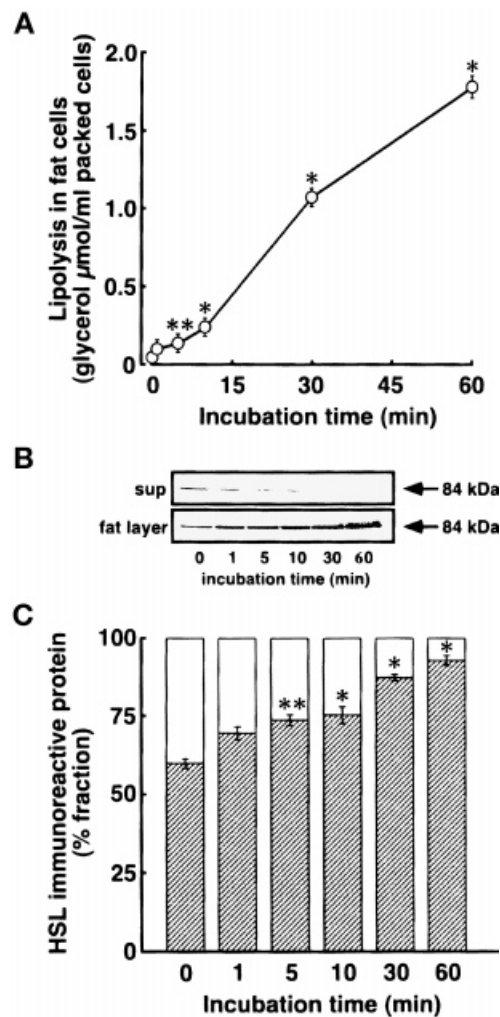 A
Lipolysis in fat cells
(glycerol µmol/ml packed cells)
2.0
1.5
1.0
0.5
0
*
*
**
*
0 15 30 45 60
Incubation time (min)
B
sup 84 kDa
fat layer 84 kDa
0 1 5 10 30 60
incubation time (min)
C
HSL immunoreactive protein
(% fraction)
100
75
50
25
0
** * * *
0 1 5 10 30 60
Incubation time (min)